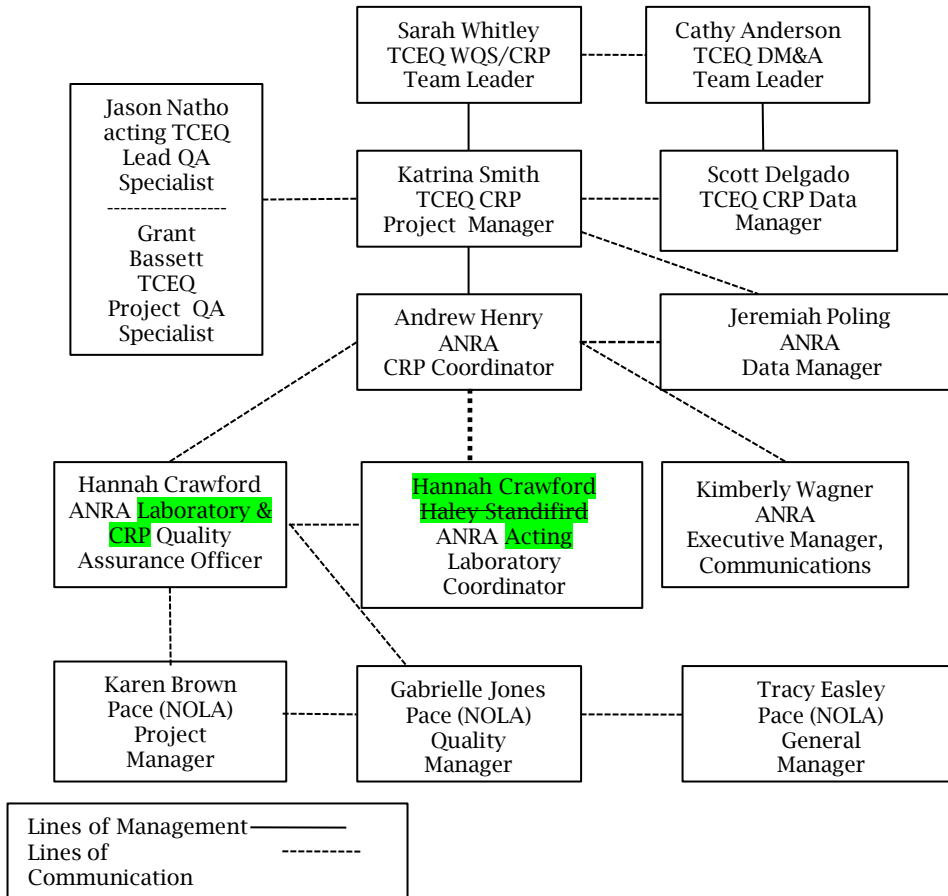 Sarah Whitley
TCEQ WQS/CRP
Team Leader
Cathy Anderson
TCEQ DM&A
Team Leader
Jason Natho
acting TCEQ
Lead QA
Specialist
------------------
Grant
Bassett
TCEQ
Project QA
Specialist
Katrina Smith
TCEQ CRP
Project Manager
Scott Delgado
TCEQ CRP Data
Manager
Andrew Henry
ANRA
CRP Coordinator
Jeremiah Poling
ANRA
Data Manager
Hannah Crawford
ANRA Laboratory &
CRP Quality
Assurance Officer
Hannah Crawford
Haley Standifird
ANRA Acting
Laboratory
Coordinator
Kimberly Wagner
ANRA
Executive Manager,
Communications
Karen Brown
Pace (NOLA)
Project
Manager
Gabrielle Jones
Pace (NOLA)
Quality
Manager
Tracy Easley
Pace (NOLA)
General
Manager
Lines of Management
Lines of
Communication